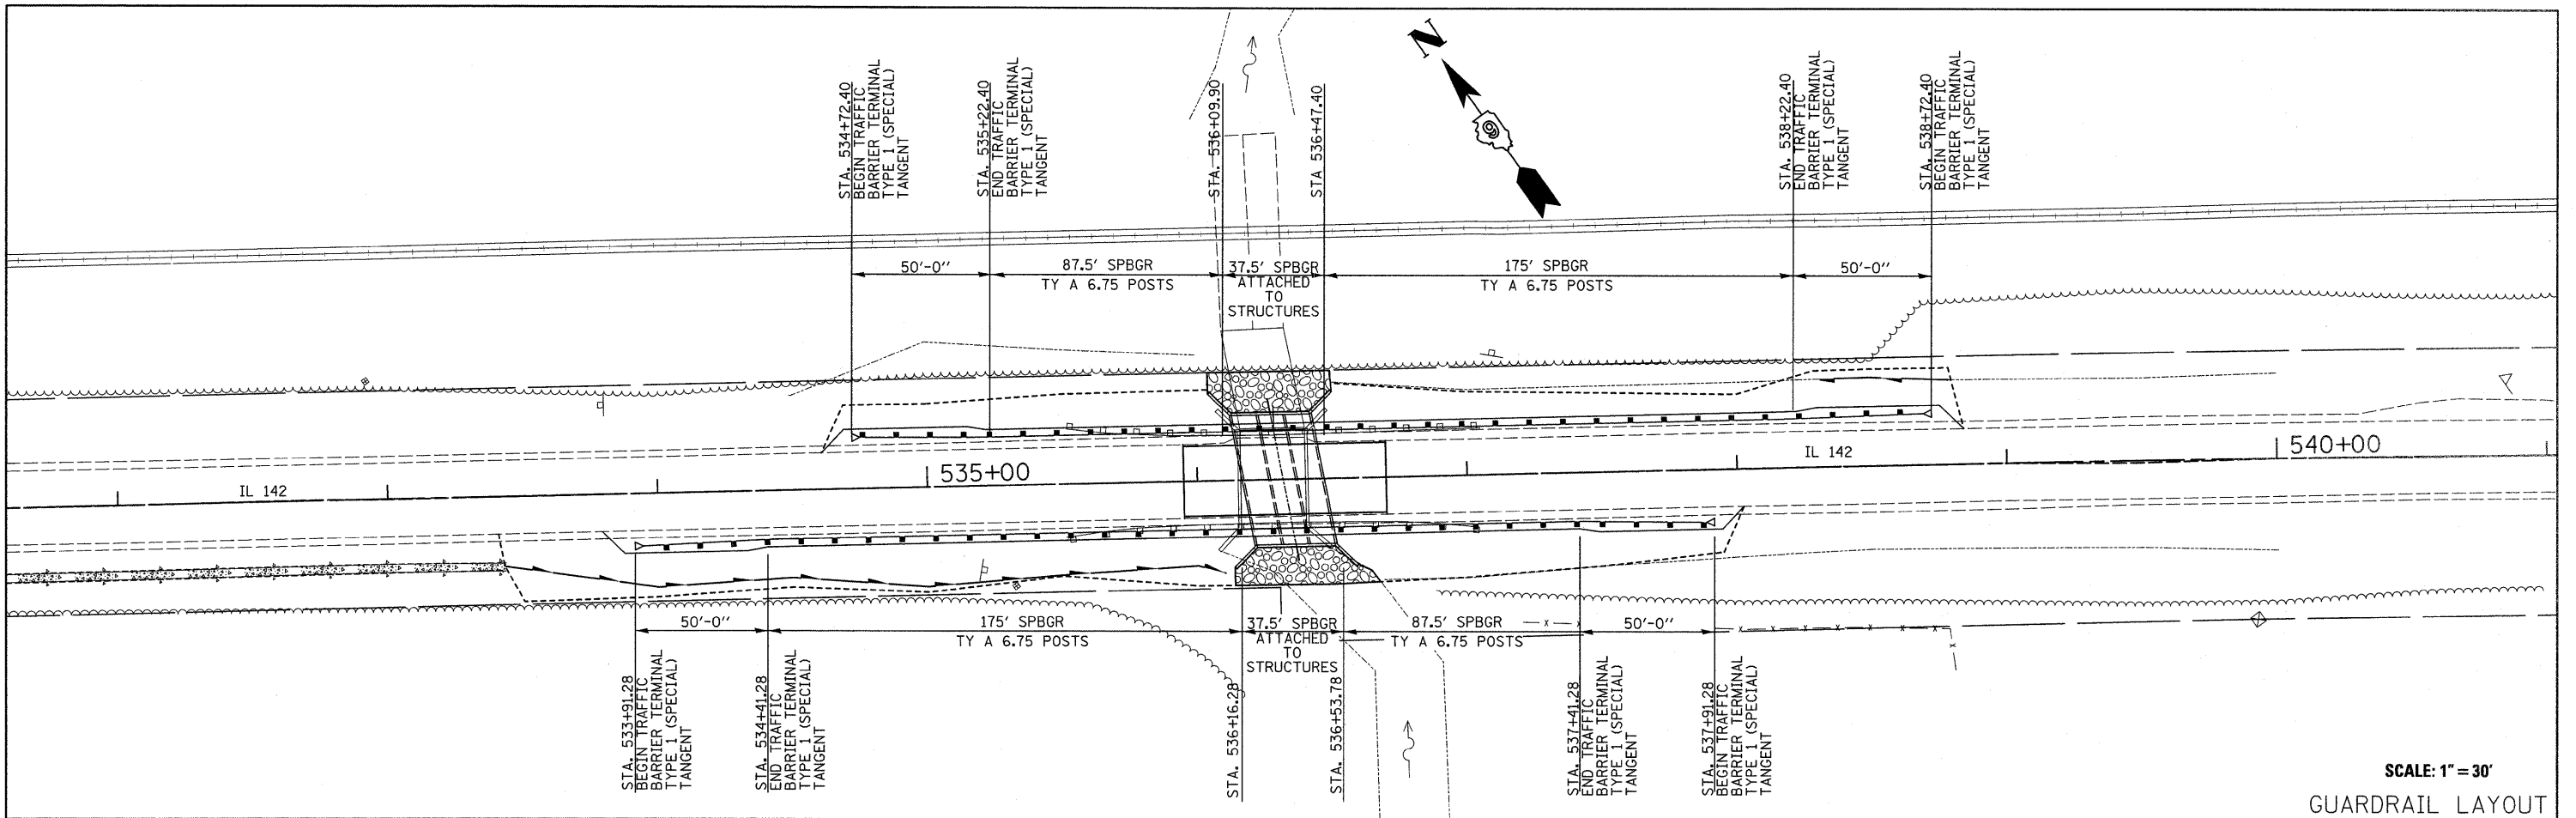 STA. 534+72.40
BEGIN TRAFFIC
BARRIER TERMINAL
TYPE 1 (SPECIAL)
TANGENT
STA. 535+22.40
END TRAFFIC
BARRIER TERMINAL
TYPE 1 (SPECIAL)
TANGENT
STA. 536+09.90
STA 536+47.40
N
9
STA. 538+22.40
END TRAFFIC
BARRIER TERMINAL
TYPE 1 (SPECIAL)
TANGENT
STA. 538+72.40
BEGIN TRAFFIC
BARRIER TERMINAL
TYPE 1 (SPECIAL)
TANGENT
50'-0''
87.5' SPBGR
TY A 6.75 POSTS
37.5' SPBGR
ATTACHED
TO
STRUCTURES
175' SPBGR
TY A 6.75 POSTS
50'-0''
IL 142
535+00
IL 142
540+00
50'-0''
175' SPBGR
TY A 6.75 POSTS
37.5' SPBGR
ATTACHED
TO
STRUCTURES
87.5' SPBGR
TY A 6.75 POSTS
50'-0''
STA. 533+91.28
BEGIN TRAFFIC
BARRIER TERMINAL
TYPE 1 (SPECIAL)
TANGENT
STA. 534+41.28
END TRAFFIC
BARRIER TERMINAL
TYPE 1 (SPECIAL)
TANGENT
STA. 536+16.28
STA. 536+53.78
STA. 537+41.28
END TRAFFIC
BARRIER TERMINAL
TYPE 1 (SPECIAL)
TANGENT
STA. 537+91.28
BEGIN TRAFFIC
BARRIER TERMINAL
TYPE 1 (SPECIAL)
TANGENT
SCALE: 1" = 30'
GUARDRAIL LAYOUT